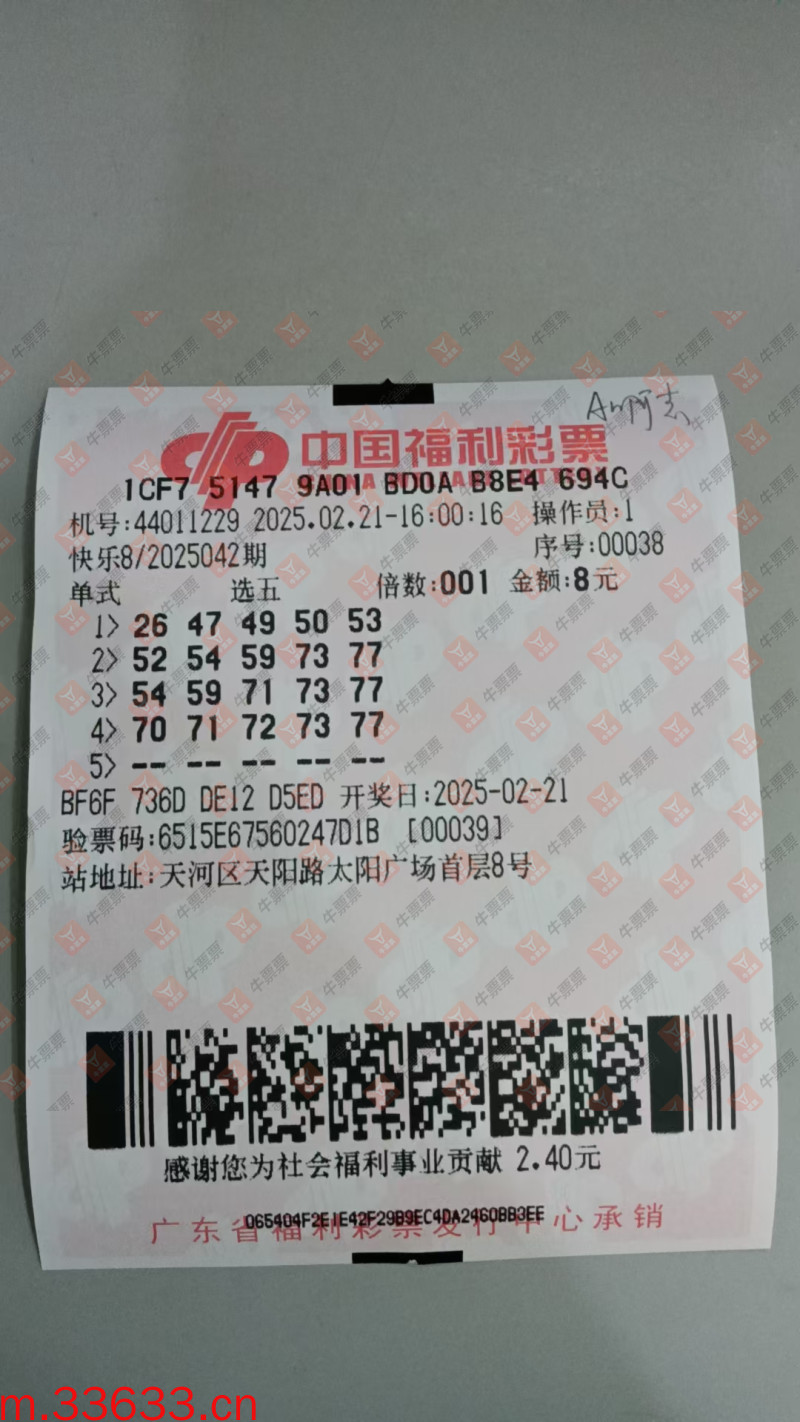 An阿志
中国福利彩票
1CF7 5147 9A01 BD0A B8E4 694C
机号:44011229 2025.02.21-16:00:16 操作员:1
快乐8/2025042期 序号:00038
单式 选五 倍数:001 金额:8元
1> 26 47 49 50 53
2> 52 54 59 73 77
3> 54 59 71 73 77
4> 70 71 72 73 77
5> -- -- -- -- --
BF6F 736D DE12 D5ED 开奖日:2025-02-21
验票码:6515E67560247D1B [00039]
站地址:天河区天阳路太阳广场首层8号
感谢您为社会福利事业贡献 2.40元
065404F2E1E42F29B9EC4DA2460BB3EE
广东省福利彩票发行中心承销
牛票票
m.33633.cn